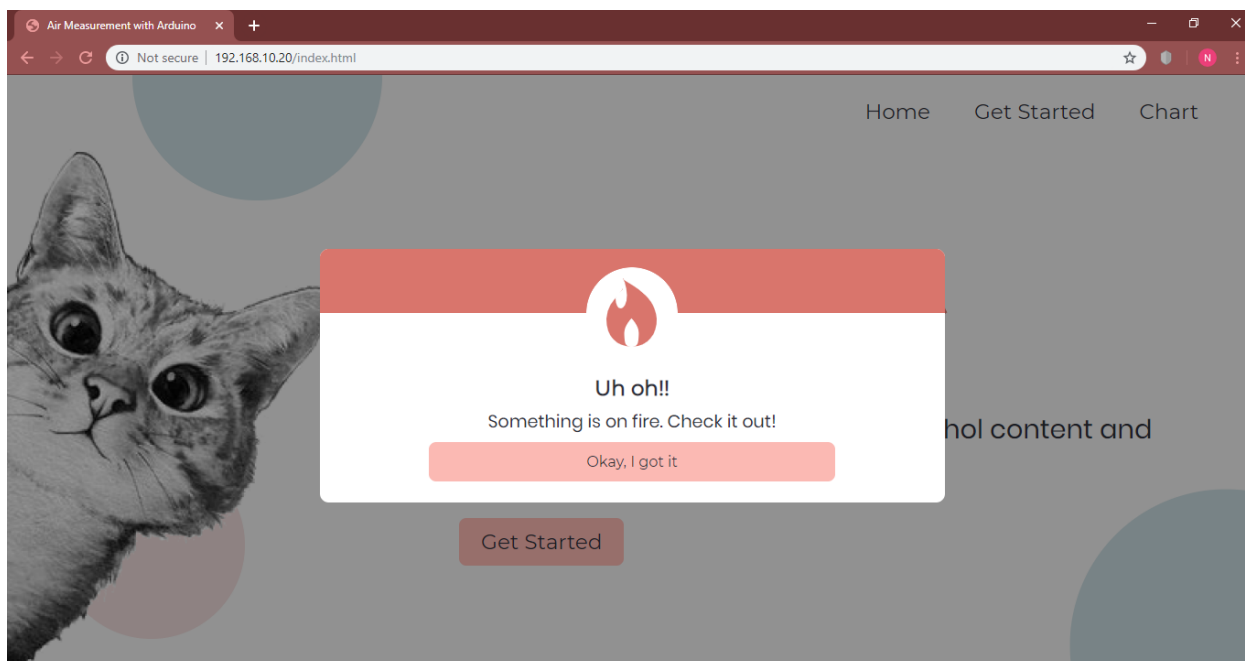 Air Measurement with Arduino
Not secure | 192.168.10.20/index.html
N
Home Get Started Chart
Uh oh!!
Something is on fire. Check it out!
content and
Okay, I got it
Get Started